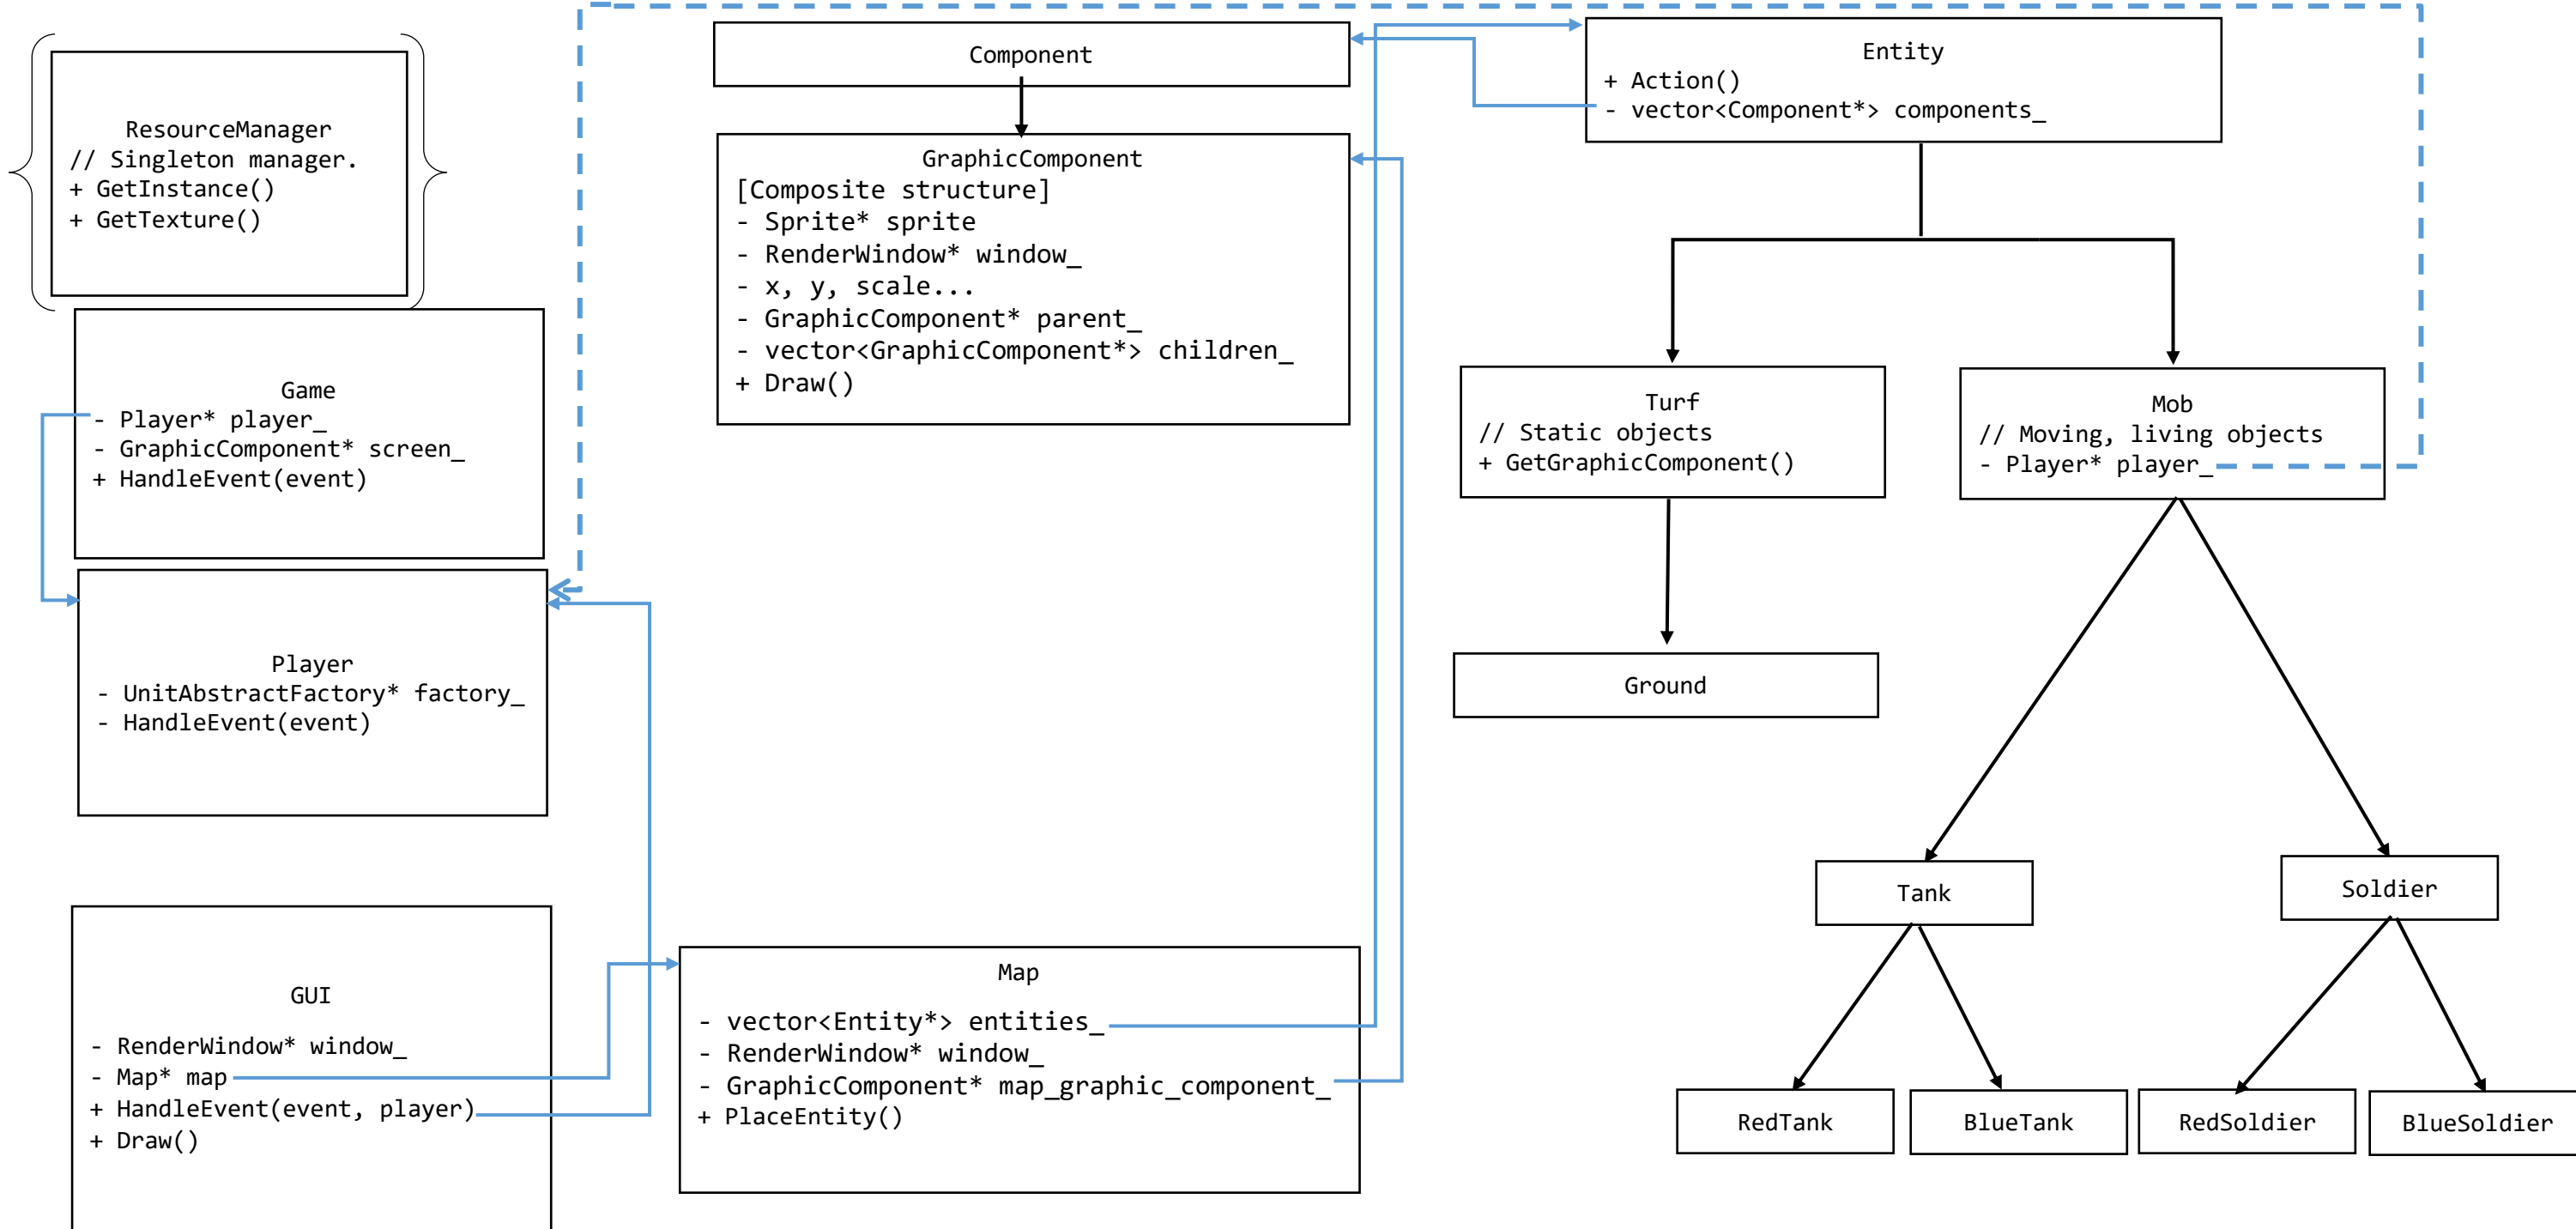 ResourceManager
// Singleton manager.
+ GetInstance()
+ GetTexture()
Game
- Player* player_
- GraphicComponent* screen_
+ HandleEvent(event)
Player
- UnitAbstractFactory* factory_
- HandleEvent(event)
GUI
- RenderWindow* window_
- Map* map
+ HandleEvent(event, player)
+ Draw()
Component
GraphicComponent
[Composite structure]
- Sprite* sprite
- RenderWindow* window_
- x, y, scale...
- GraphicComponent* parent_
- vector<GraphicComponent*> children_
+ Draw()
Map
- vector<Entity*> entities_
- RenderWindow* window_
- GraphicComponent* map_graphic_component_
+ PlaceEntity()
Entity
+ Action()
- vector<Component*> components_
Turf
// Static objects
+ GetGraphicComponent()
Mob
// Moving, living objects
- Player* player_
Ground
Tank
Soldier
RedTank
BlueTank
RedSoldier
BlueSoldier